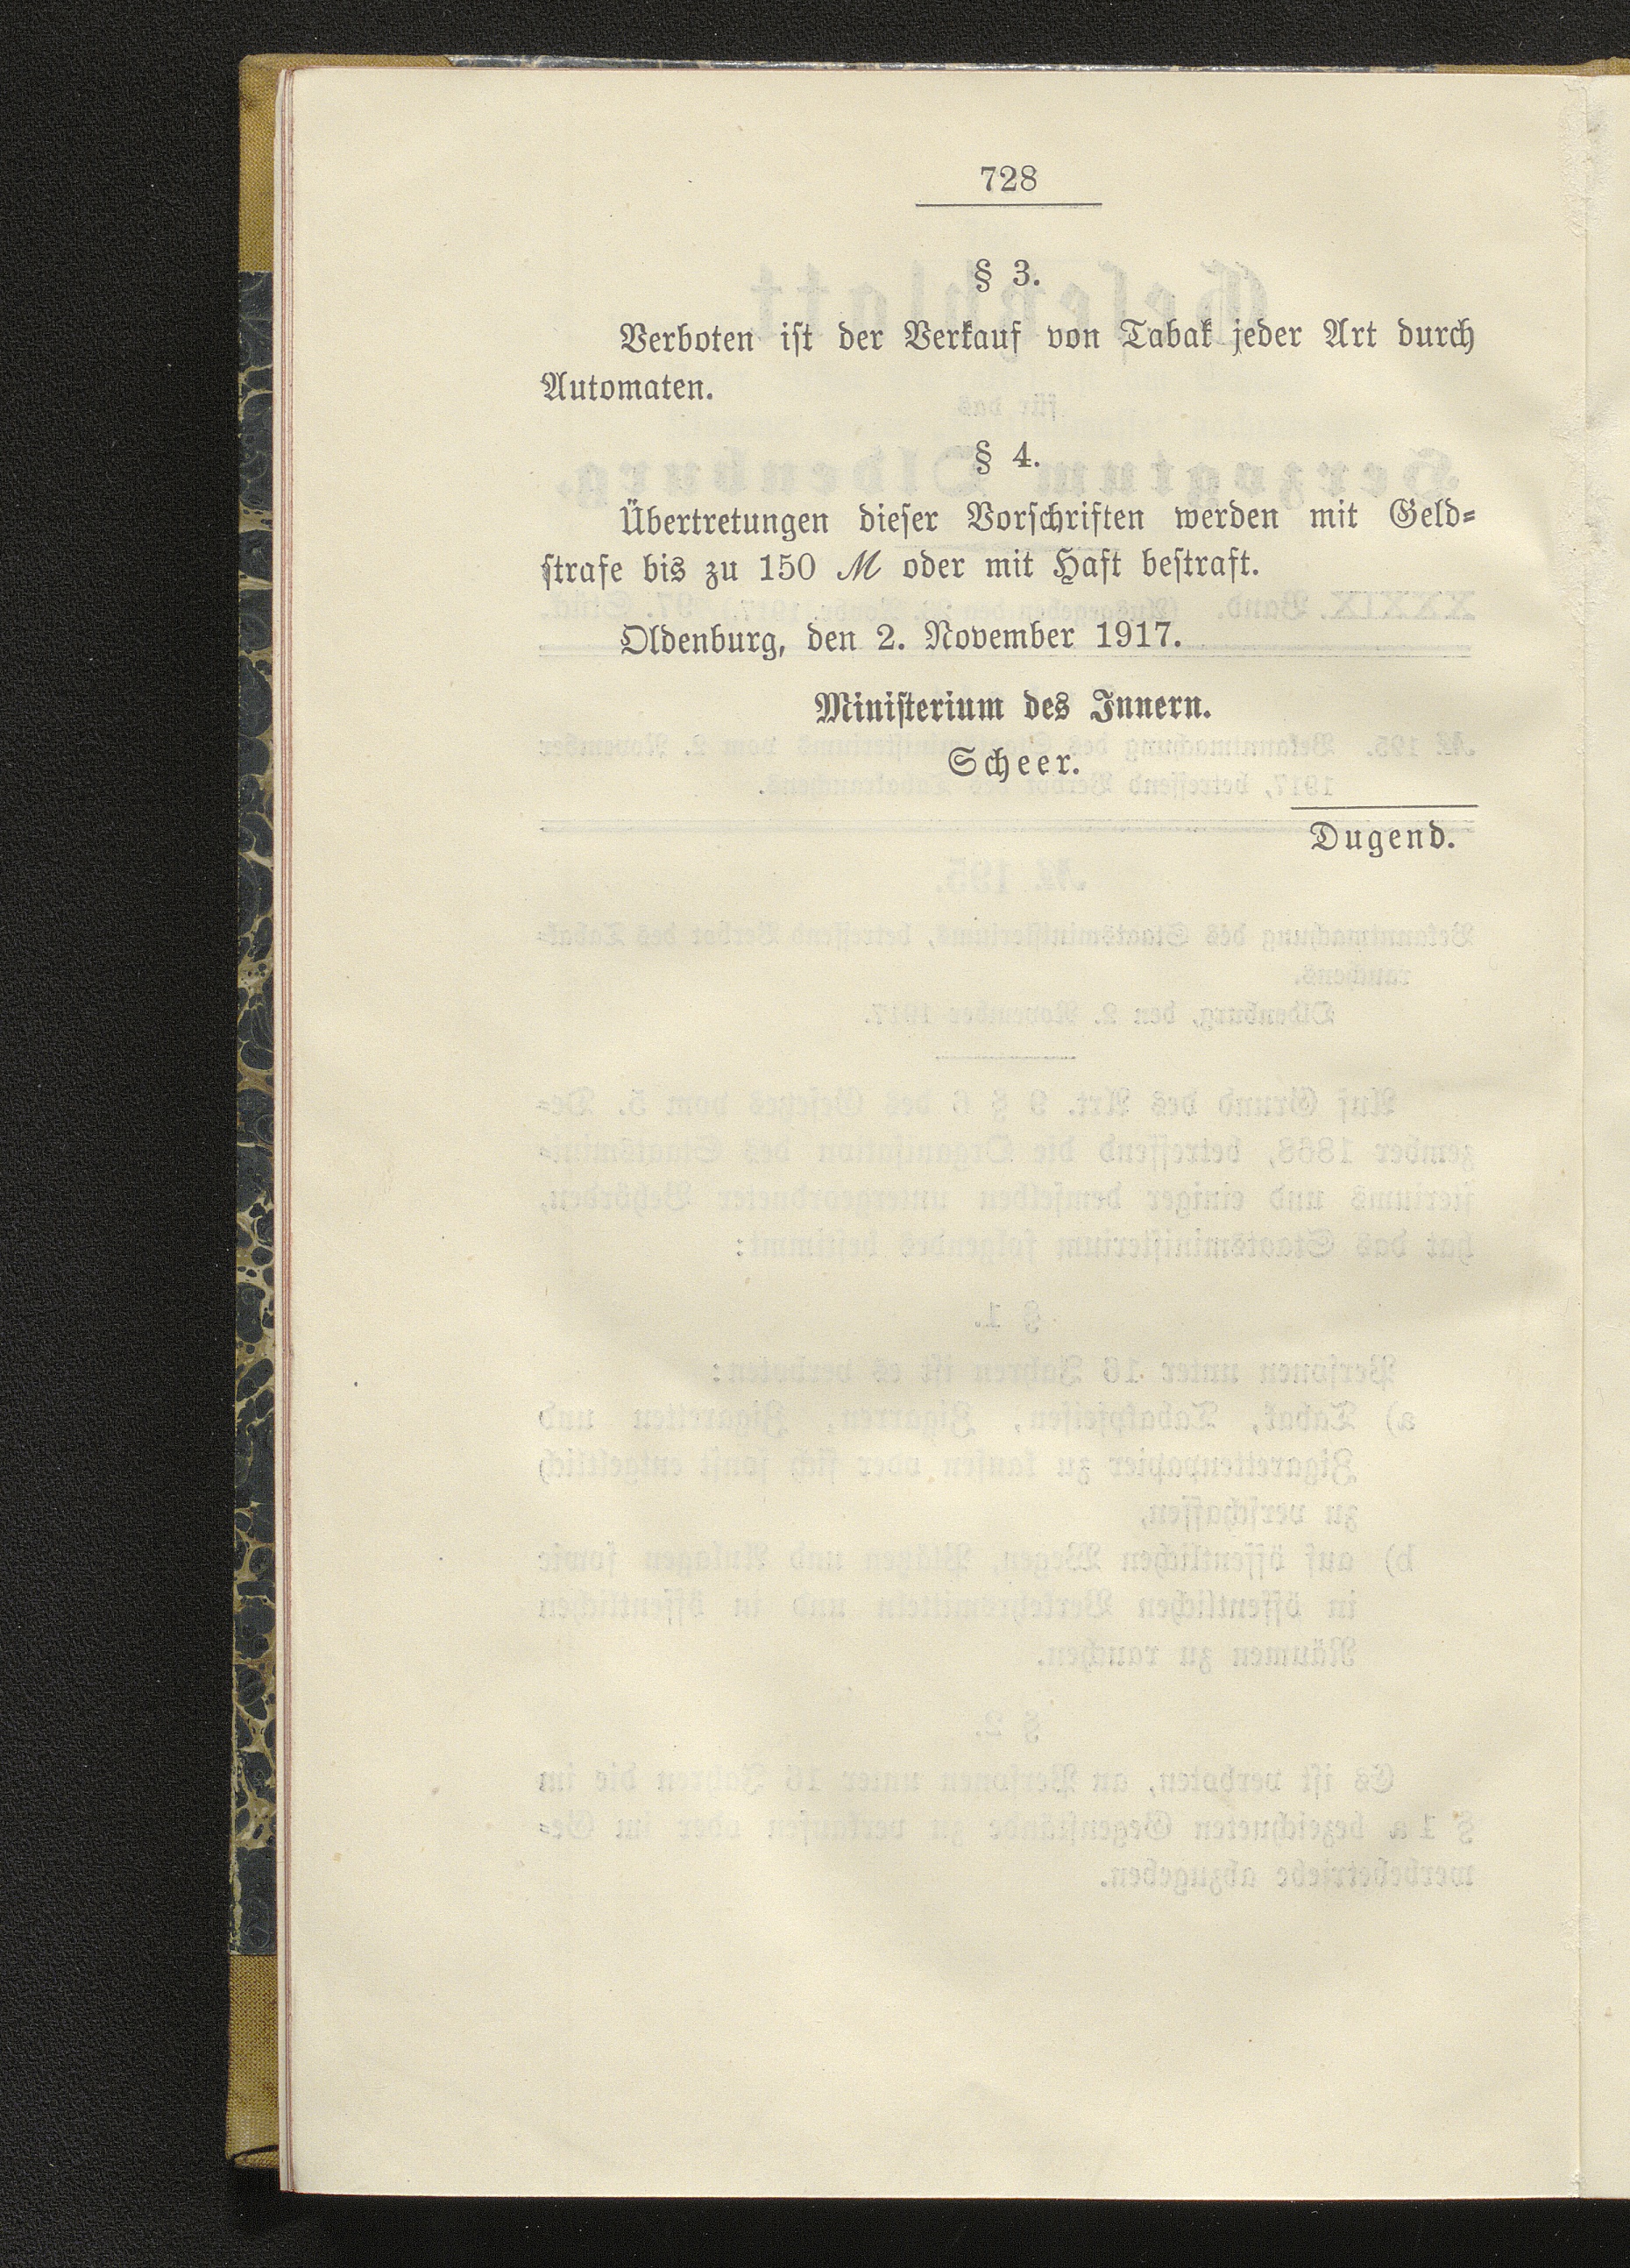 728
§ 3.
Verboten ist der Verkauf von Tabak jeder Art durch
Automaten.
§ 4.
Übertretungen dieser Vorschriften werden mit Geld-
strafe bis zu 150 ℳ oder mit Haft bestraft.
Oldenburg, den 2. November 1917.
Ministerium des Innern.
Scheer.
Dugend.